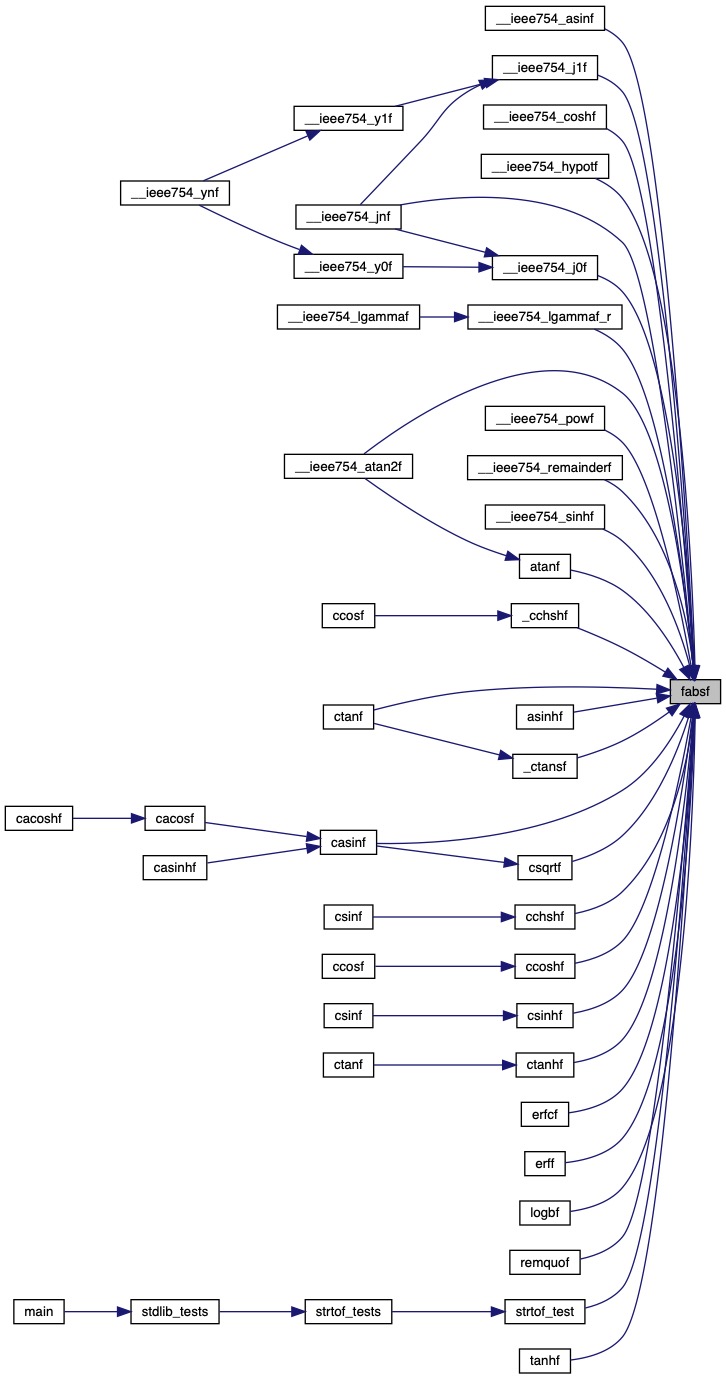 __ieee754_asinf
__ieee754_j1f
__ieee754_y1f
__ieee754_coshf
__ieee754_hypotf
__ieee754_ynf
__ieee754_jnf
__ieee754_y0f
__ieee754_j0f
__ieee754_lgammaf
__ieee754_lgammaf_r
__ieee754_powf
__ieee754_atan2f
__ieee754_remainderf
__ieee754_sinhf
atanf
ccosf
_cchshf
fabsf
ctanf
asinhf
_ctansf
cacoshf
cacosf
casinf
casinhf
csqrtf
csinf
cchshf
ccosf
ccoshf
csinf
csinhf
ctanf
ctanhf
erfcf
erff
logbf
remquof
main
stdlib_tests
strtof_tests
strtof_test
tanhf